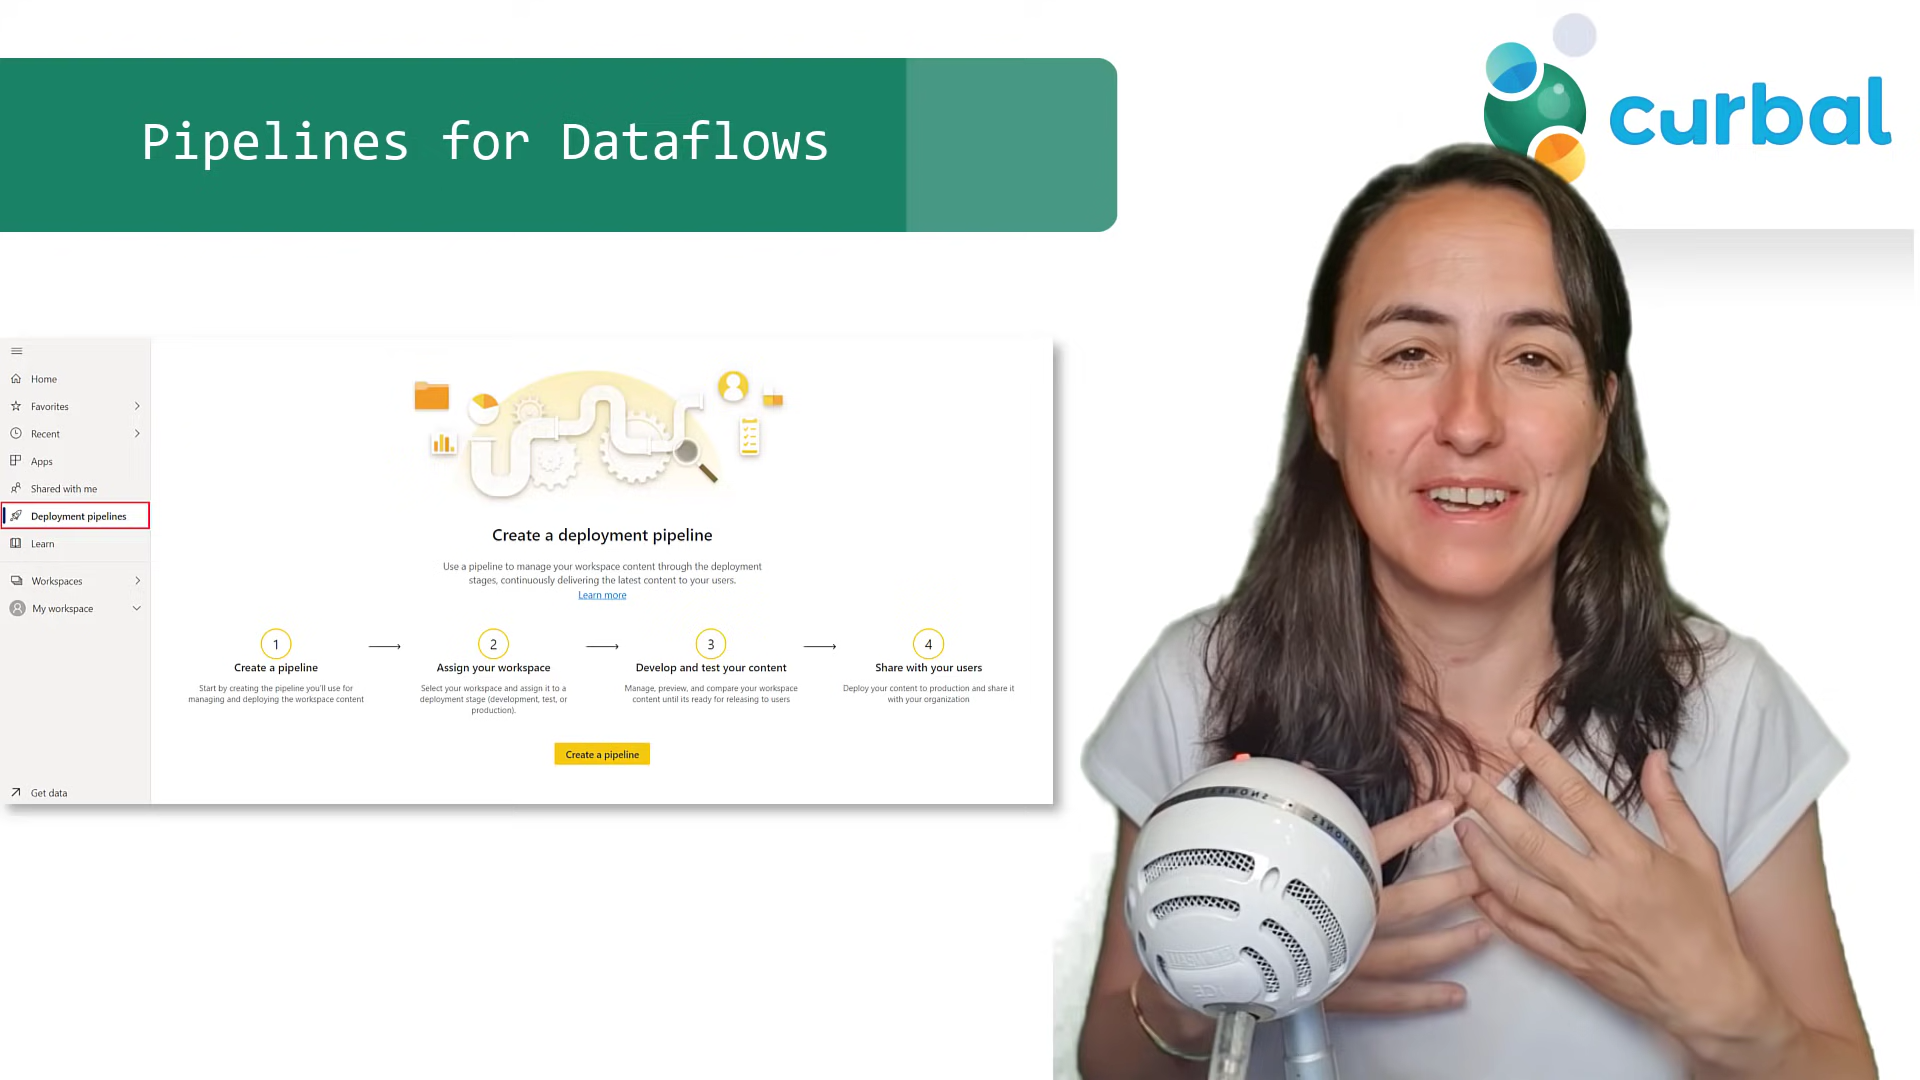 Pipelines for Dataflows
curbal
Home
Favorites
Recent
Apps
Shared with me
Deployment pipelines
Learn
Workspaces
My workspace
Get data
Create a deployment pipeline
Use a pipeline to manage your workspace content through the deployment
stages, continuously delivering the latest content to your users.
Learn more
1
Create a pipeline
Start by creating the pipeline you'll use for
managing and deploying the workspace content
2
Assign your workspace
Select your workspace and assign it to a
deployment stage (development, test, or
production).
3
Develop and test your content
Manage, preview, and compare your workspace
content until its ready for releasing to users
4
Share with your users
Deploy your content to production and share it
with your organization
Create a pipeline